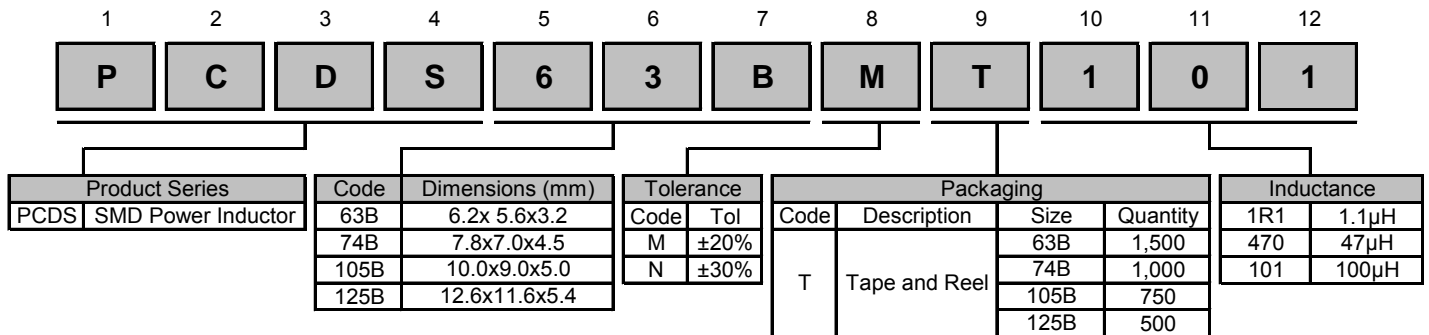 1 2 3 4 5 6 7 8 9 10 11 12
P C D S 6 3 B M T 1 0 1
Product Series
PCDS SMD Power Inductor
Code Dimensions (mm)
63B 6.2x 5.6x3.2
74B 7.8x7.0x4.5
105B 10.0x9.0x5.0
125B 12.6x11.6x5.4
Tolerance
Code Tol
M ±20%
N ±30%
Packaging
Code Description Size Quantity
T Tape and Reel
63B 1,500
74B 1,000
105B 750
125B 500
Inductance
1R1 1.1µH
470 47µH
101 100µH